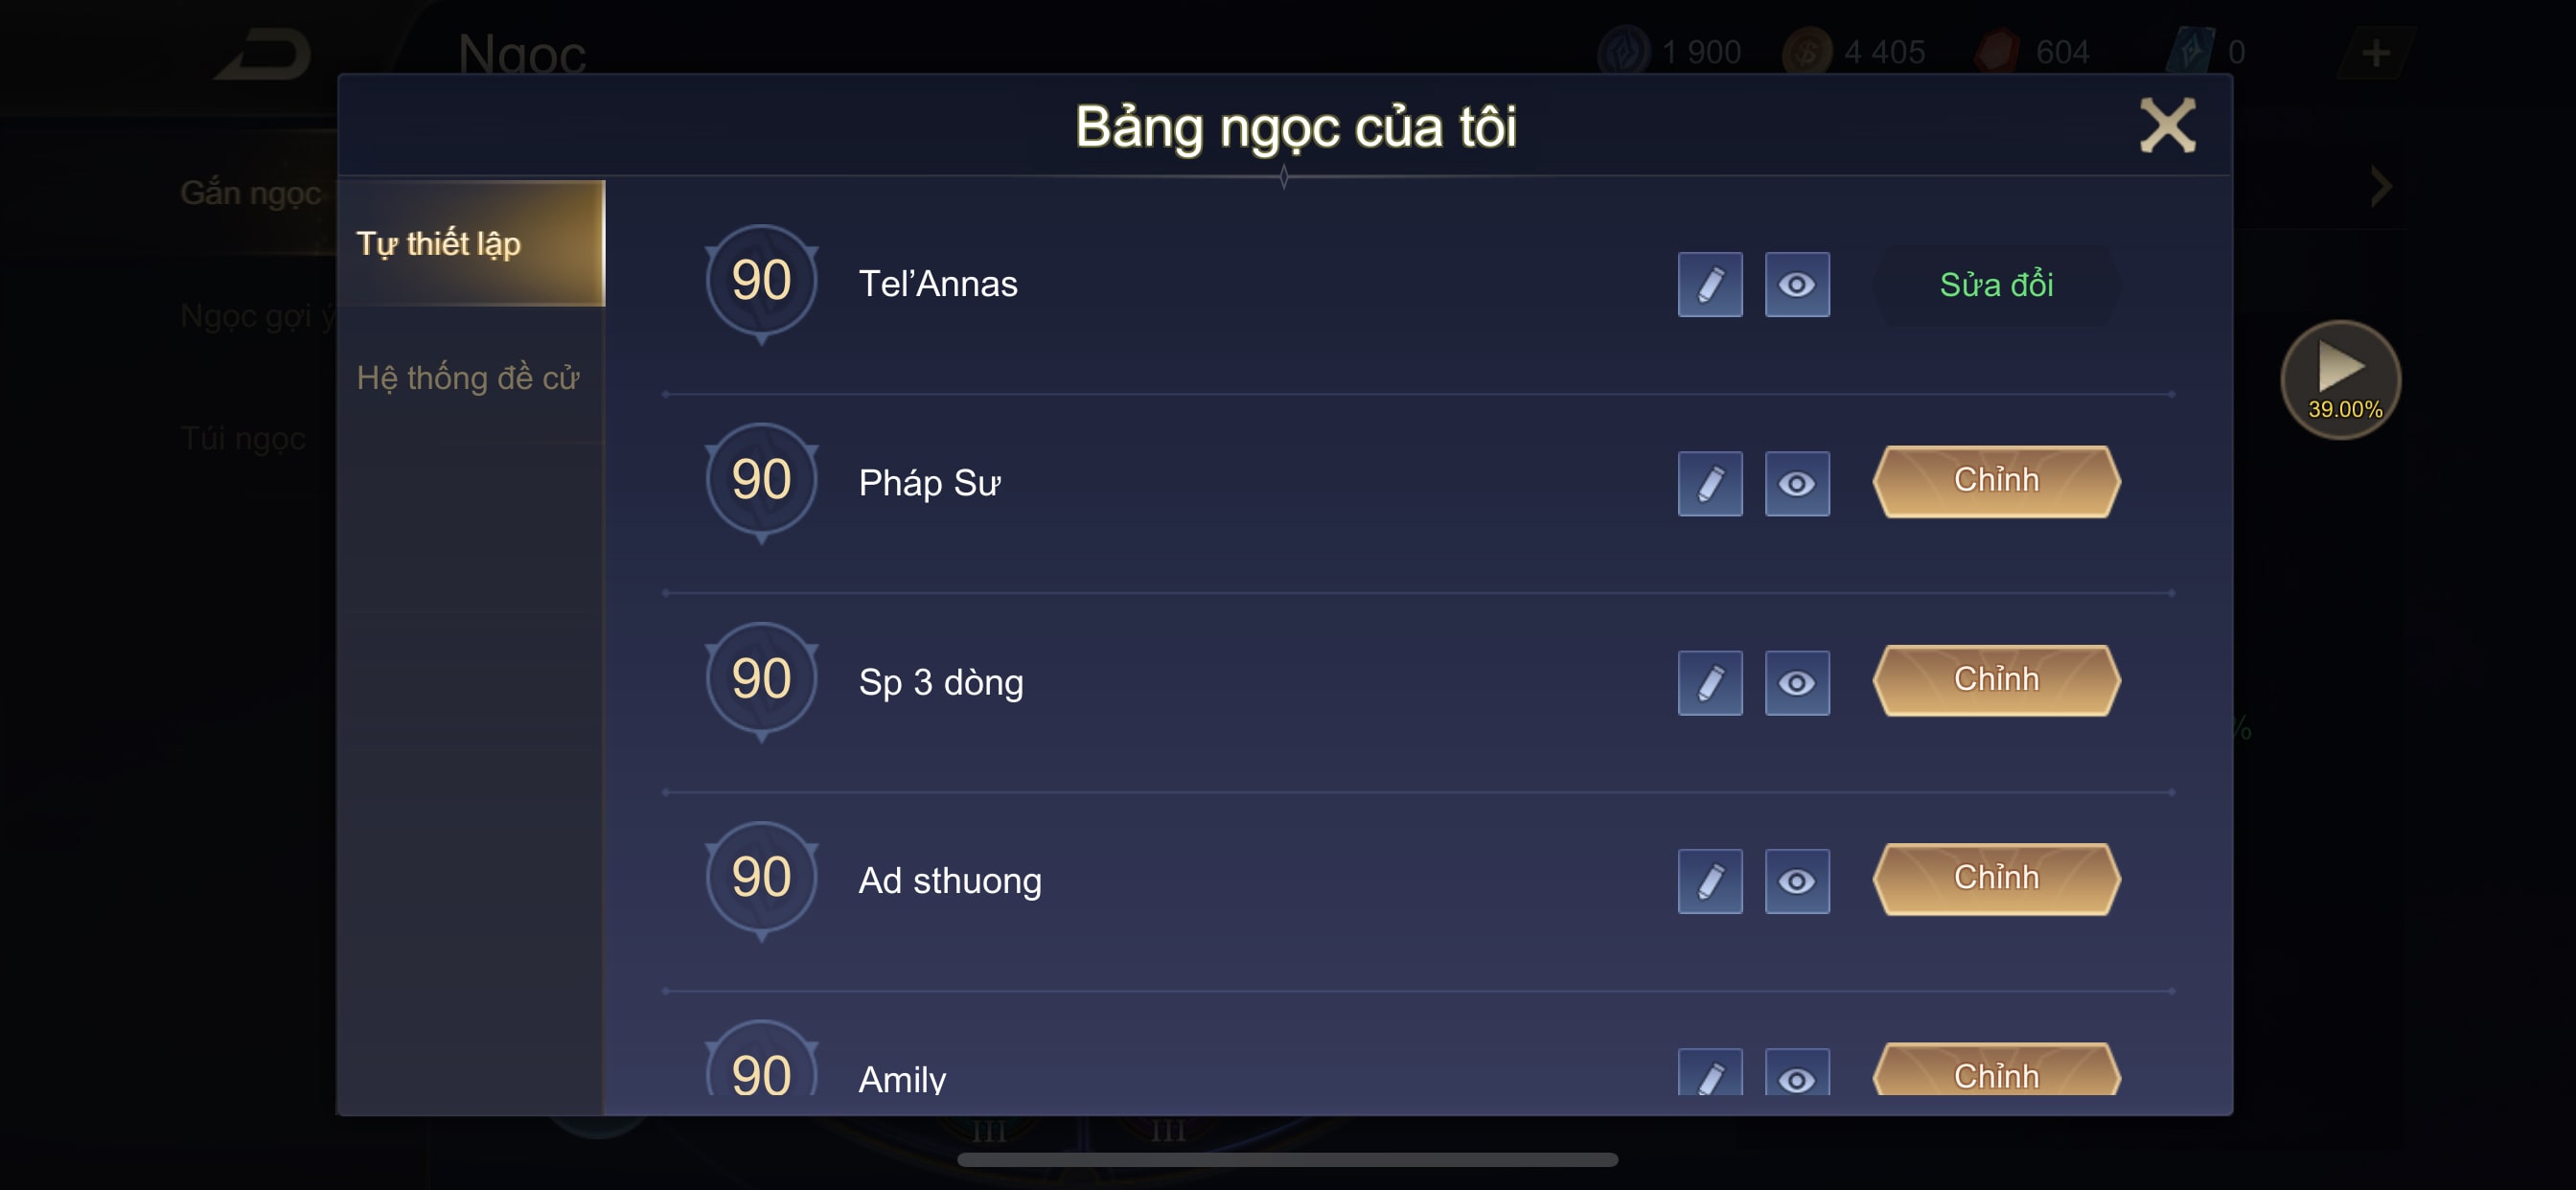 Ngọc
1 900
4 405
604
0
Bảng ngọc của tôi
Gắn ngọc
Ngọc gợi ý
Túi ngọc
Tự thiết lập
Hệ thống đề cử
90
Tel'Annas
Sửa đổi
90
Pháp Sư
Chỉnh
90
Sp 3 dòng
Chỉnh
90
Ad sthuong
Chỉnh
90
Amily
Chỉnh
39.00%
%
III
III